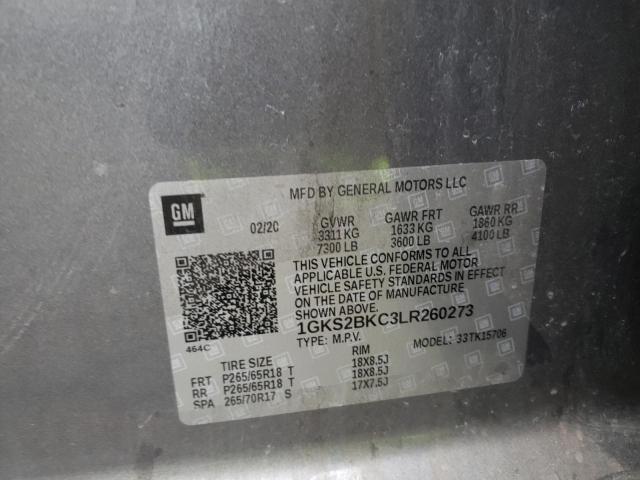 MFD BY GENERAL MOTORS LLC
GM
02/20 GVWR GAWR FRT GAWR RR
3311 KG 1633 KG 1860 KG
7300 LB 3600 LB 4100 LB
THIS VEHICLE CONFORMS TO ALL
APPLICABLE U.S. FEDERAL MOTOR
VEHICLE SAFETY STANDARDS IN EFFECT
ON THE DATE OF MANUFACTURE
SHOWN ABOVE.
1GKS2BKC3LR260273
464C TYPE: M.P.V. MODEL: 33TK15706
TIRE SIZE RIM
FRT P265/65R18 T 18X8.5J
RR P265/65R18 T 18X8.5J
SPA 265/70R17 S 17X7.5J